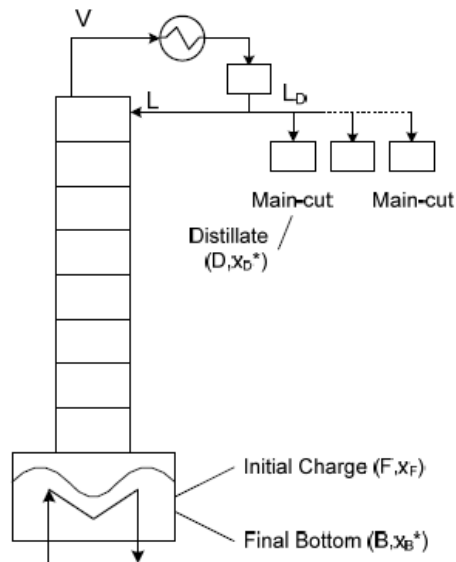 V
L
L_D
Main-cut
Main-cut
Distillate
(D,x_D*)
Initial Charge (F,x_F)
Final Bottom (B,x_B*)